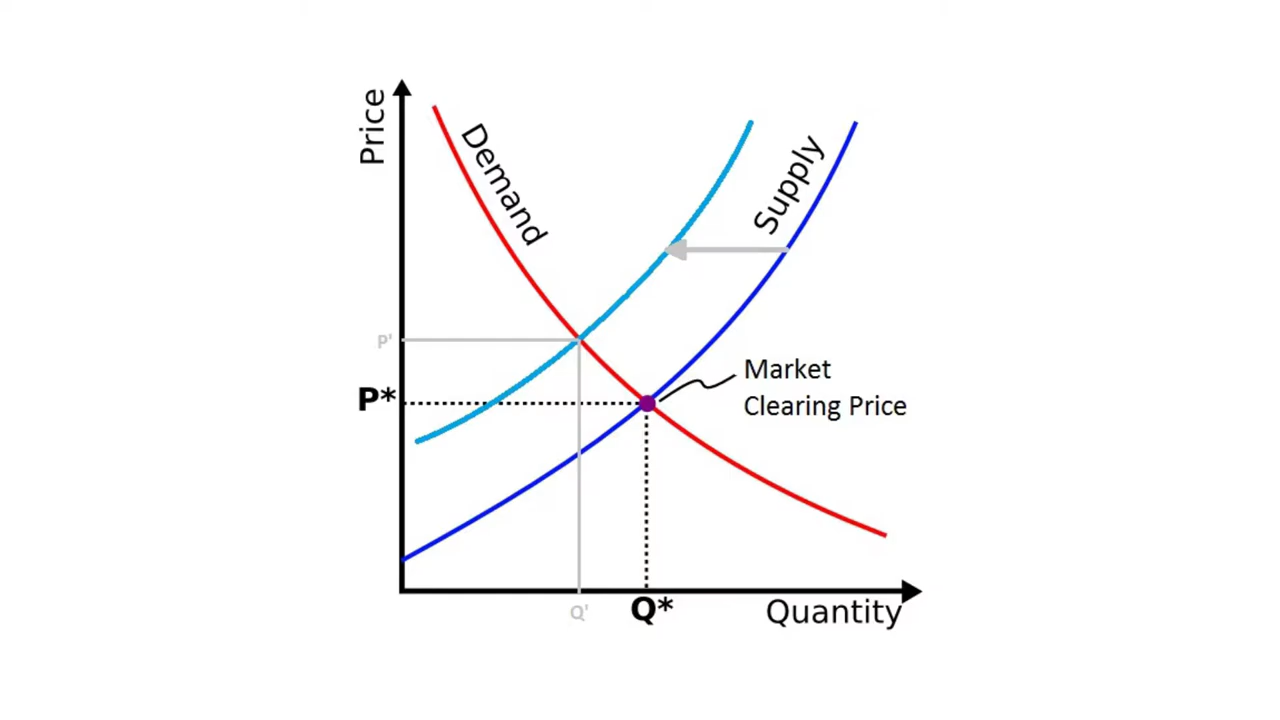 Price
Demand
Supply
P'
P*
Market
Clearing Price
Q'
Q*
Quantity